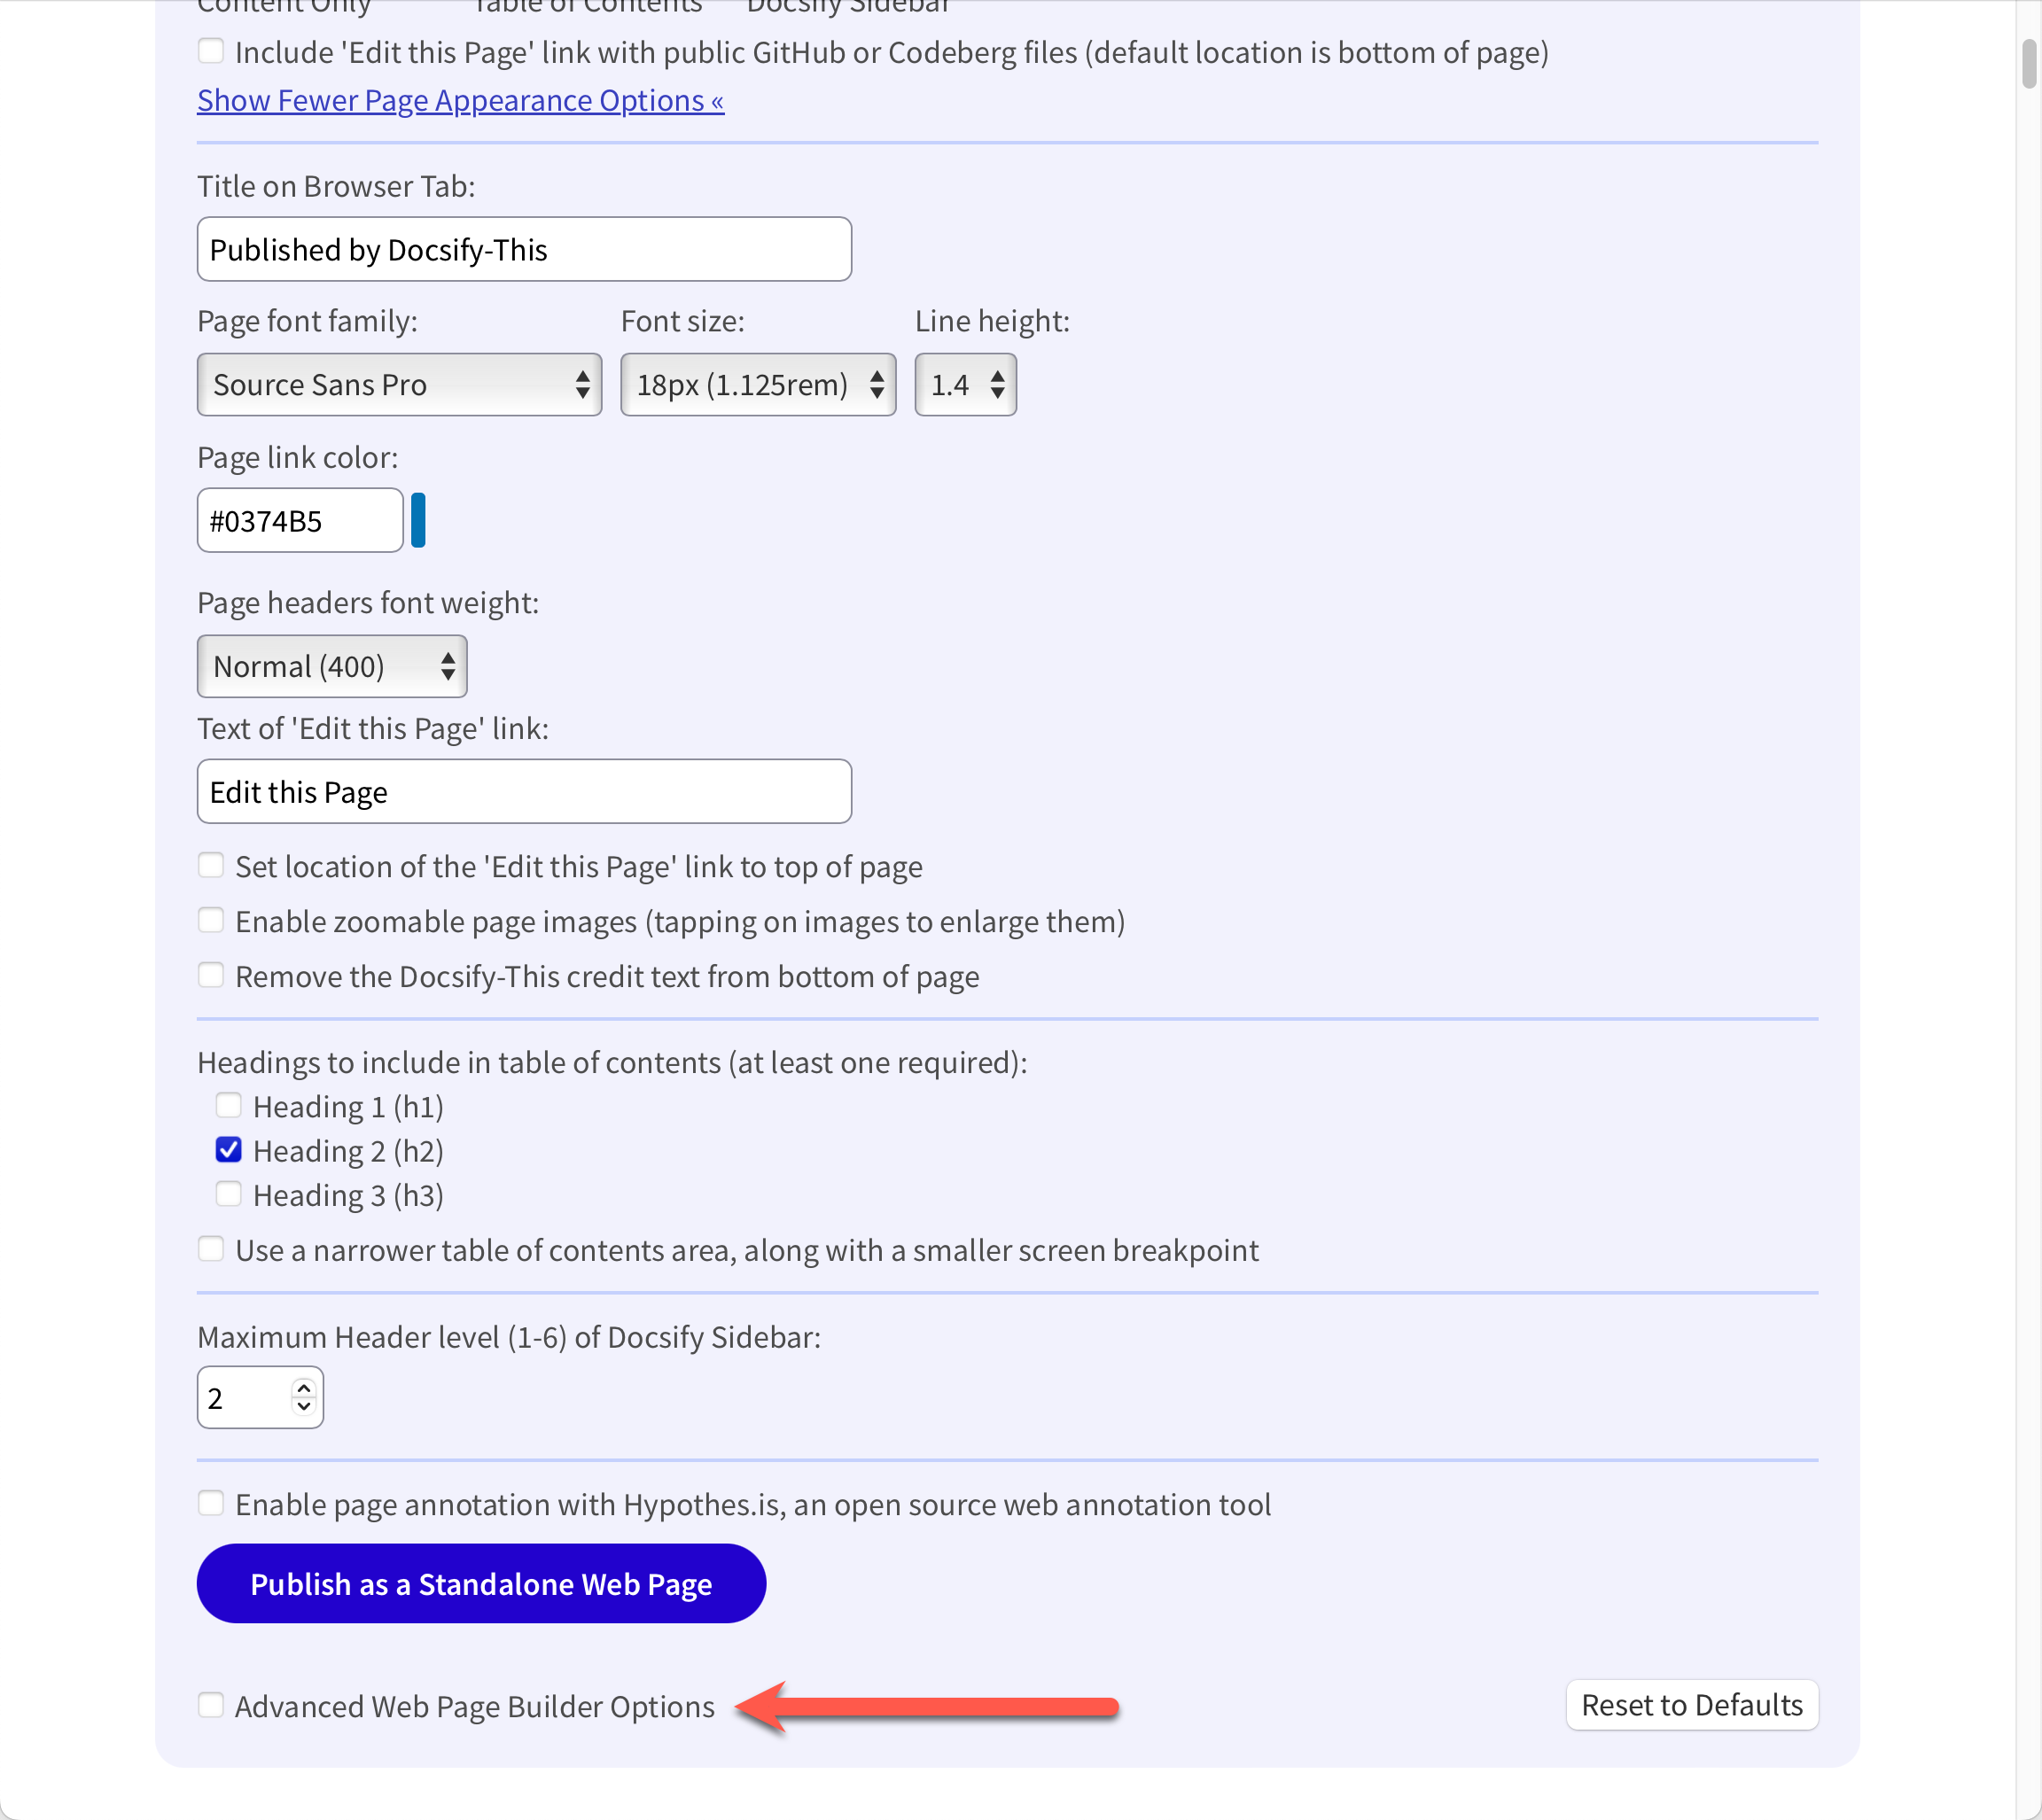 Content Only Table of Contents Docsify Sidebar
Include 'Edit this Page' link with public GitHub or Codeberg files (default location is bottom of page)
Show Fewer Page Appearance Options «
Title on Browser Tab:
Published by Docsify-This
Page font family: Font size: Line height:
Source Sans Pro 18px (1.125rem) 1.4
Page link color:
#0374B5
Page headers font weight:
Normal (400)
Text of 'Edit this Page' link:
Edit this Page
Set location of the 'Edit this Page' link to top of page
Enable zoomable page images (tapping on images to enlarge them)
Remove the Docsify-This credit text from bottom of page
Headings to include in table of contents (at least one required):
Heading 1 (h1)
Heading 2 (h2)
Heading 3 (h3)
Use a narrower table of contents area, along with a smaller screen breakpoint
Maximum Header level (1-6) of Docsify Sidebar:
2
Enable page annotation with Hypothes.is, an open source web annotation tool
Publish as a Standalone Web Page
Advanced Web Page Builder Options Reset to Defaults